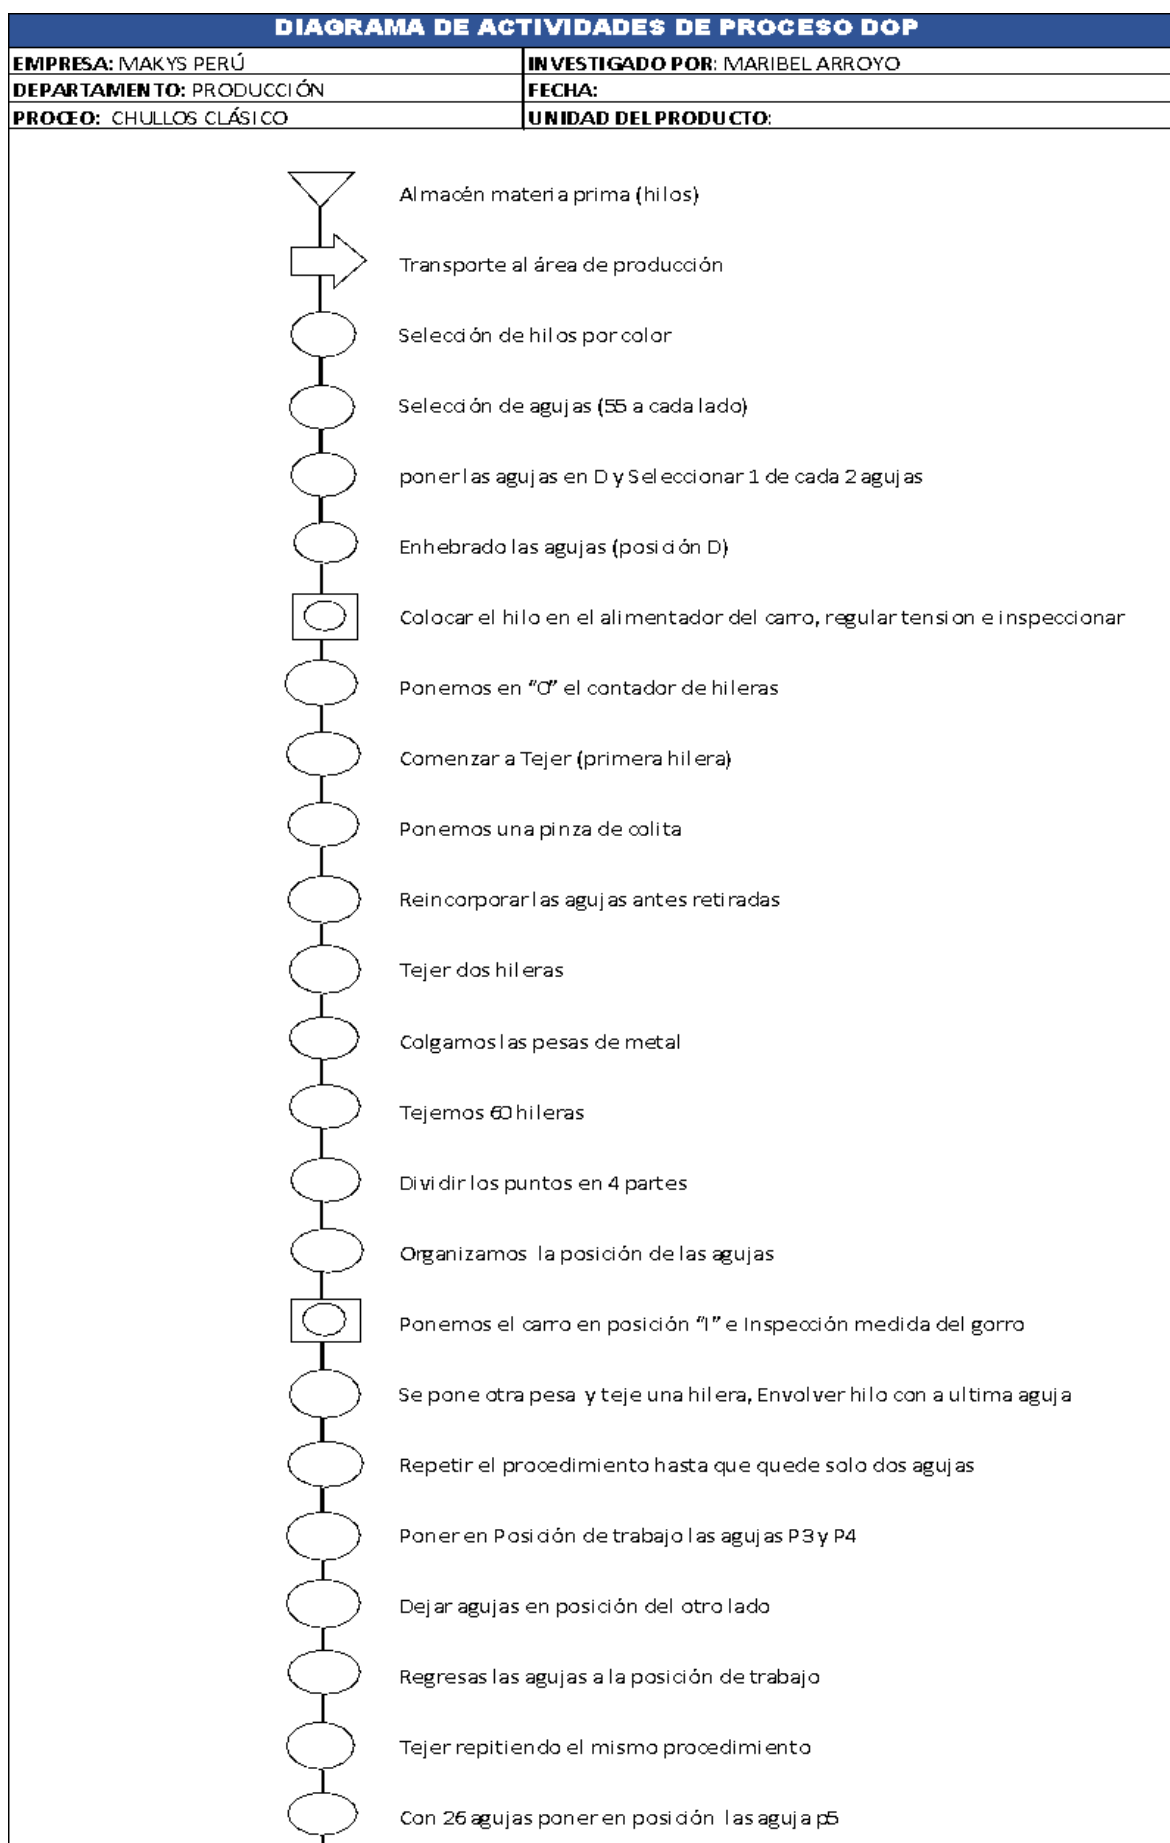 DIAGRAMA DE ACTIVIDADES DE PROCESO DOP
EMPRESA: MAKYS PERÚ
INVESTIGADO POR: MARIBEL ARROYO
DEPARTAMENTO: PRODUCCIÓN
FECHA:
PROCEO: CHULLOS CLÁSICO
UNIDAD DEL PRODUCTO:
Almacén materia prima (hilos)
Transporte al área de producción
Selección de hilos por color
Selección de agujas (55 a cada lado)
poner las agujas en D y Seleccionar 1 de cada 2 agujas
Enhebrado las agujas (posición D)
Colocar el hilo en el alimentador del carro, regular tension e inspeccionar
Ponemos en “0” el contador de hileras
Comenzar a Tejer (primera hilera)
Ponemos una pinza de colita
Reincorporar las agujas antes retiradas
Tejer dos hileras
Colgamos las pesas de metal
Tejemos 60 hileras
Dividir los puntos en 4 partes
Organizamos la posición de las agujas
Ponemos el carro en posición “I” e Inspección medida del gorro
Se pone otra pesa y teje una hilera, Envolver hilo con a ultima aguja
Repetir el procedimiento hasta que quede solo dos agujas
Poner en Posición de trabajo las agujas P3 y P4
Dejar agujas en posición del otro lado
Regresas las agujas a la posición de trabajo
Tejer repitiendo el mismo procedimiento
Con 26 agujas poner en posición las aguja p5